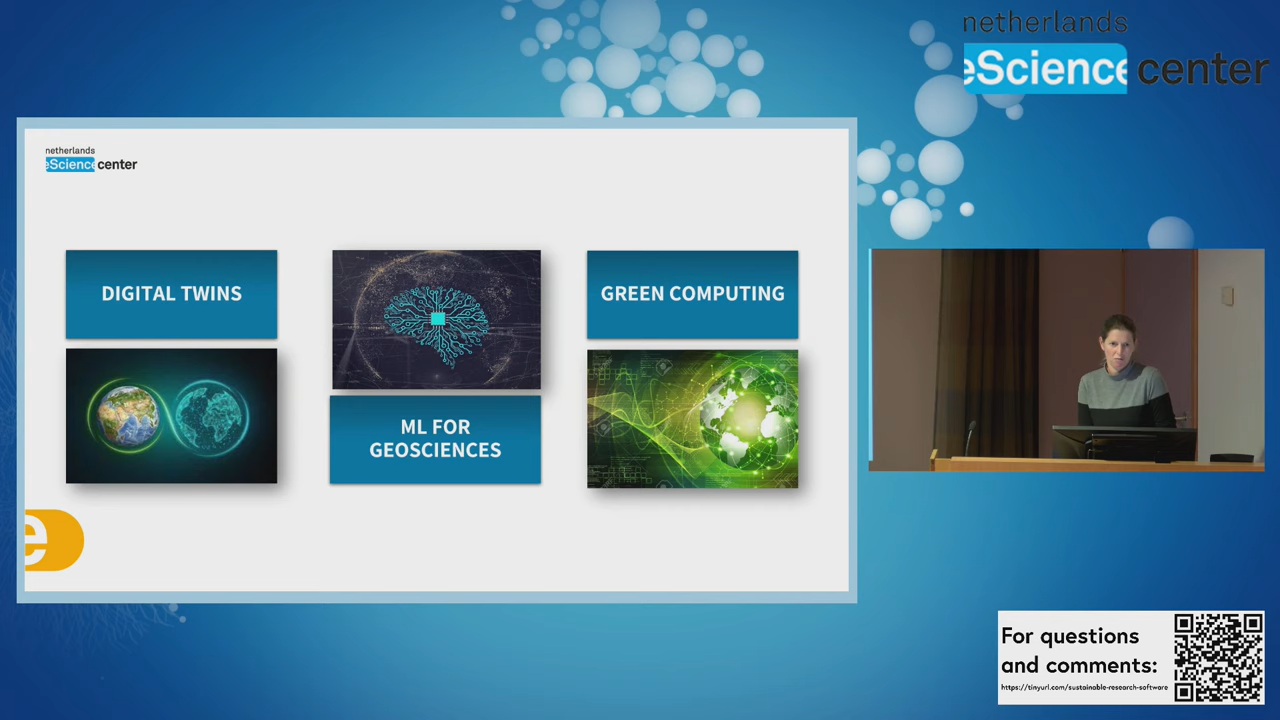 netherlands
eScience center
netherlands
eScience center
DIGITAL TWINS
ML FOR
GEOSCIENCES
GREEN COMPUTING
e
For questions
and comments:
https://tinyurl.com/sustainable-research-software